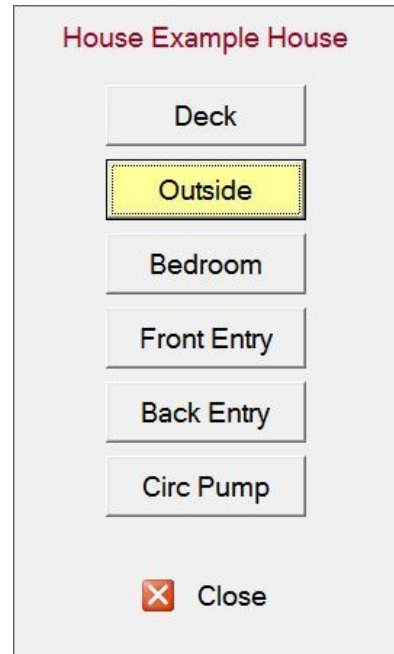 House Example House
Deck
Outside
Bedroom
Front Entry
Back Entry
Circ Pump
Close